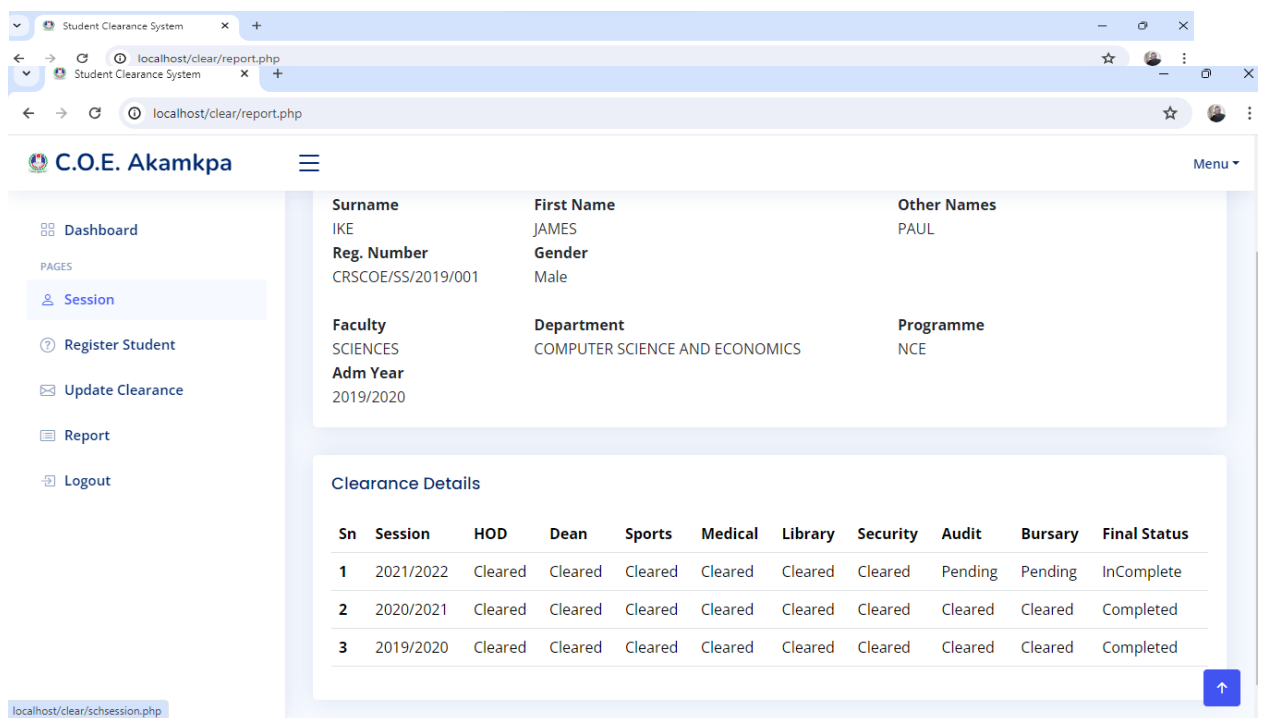 Student Clearance System
localhost/clear/report.php
Student Clearance System
localhost/clear/report.php
C.O.E. Akamkpa
Menu
Dashboard
PAGES
Session
Register Student
Update Clearance
Report
Logout
Surname First Name Other Names
IKE JAMES PAUL
Reg. Number Gender
CRSCOE/SS/2019/001 Male
Faculty Department Programme
SCIENCES COMPUTER SCIENCE AND ECONOMICS NCE
Adm Year
2019/2020
Clearance Details
Sn Session HOD Dean Sports Medical Library Security Audit Bursary Final Status
1 2021/2022 Cleared Cleared Cleared Cleared Cleared Cleared Pending Pending InComplete
2 2020/2021 Cleared Cleared Cleared Cleared Cleared Cleared Cleared Cleared Completed
3 2019/2020 Cleared Cleared Cleared Cleared Cleared Cleared Cleared Cleared Completed
localhost/clear/schsession.php